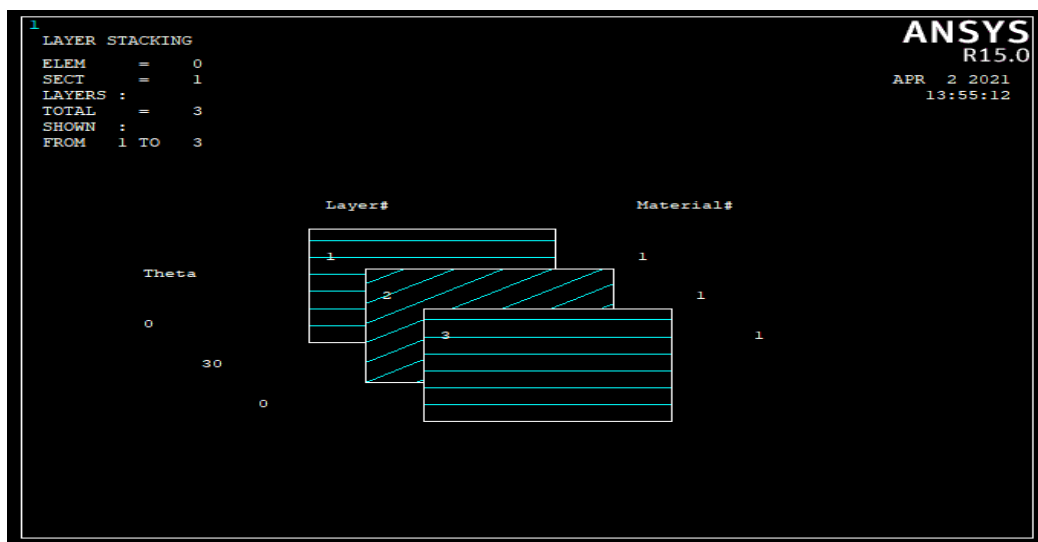 1
LAYER STACKING
ANSYS
R15.0
ELEM = 0
SECT = 1
LAYERS :
TOTAL = 3
SHOWN :
FROM 1 TO 3
APR 2 2021
13:55:12
Layer# Material#
1 1
Theta
2 1
0
3 1
30
0